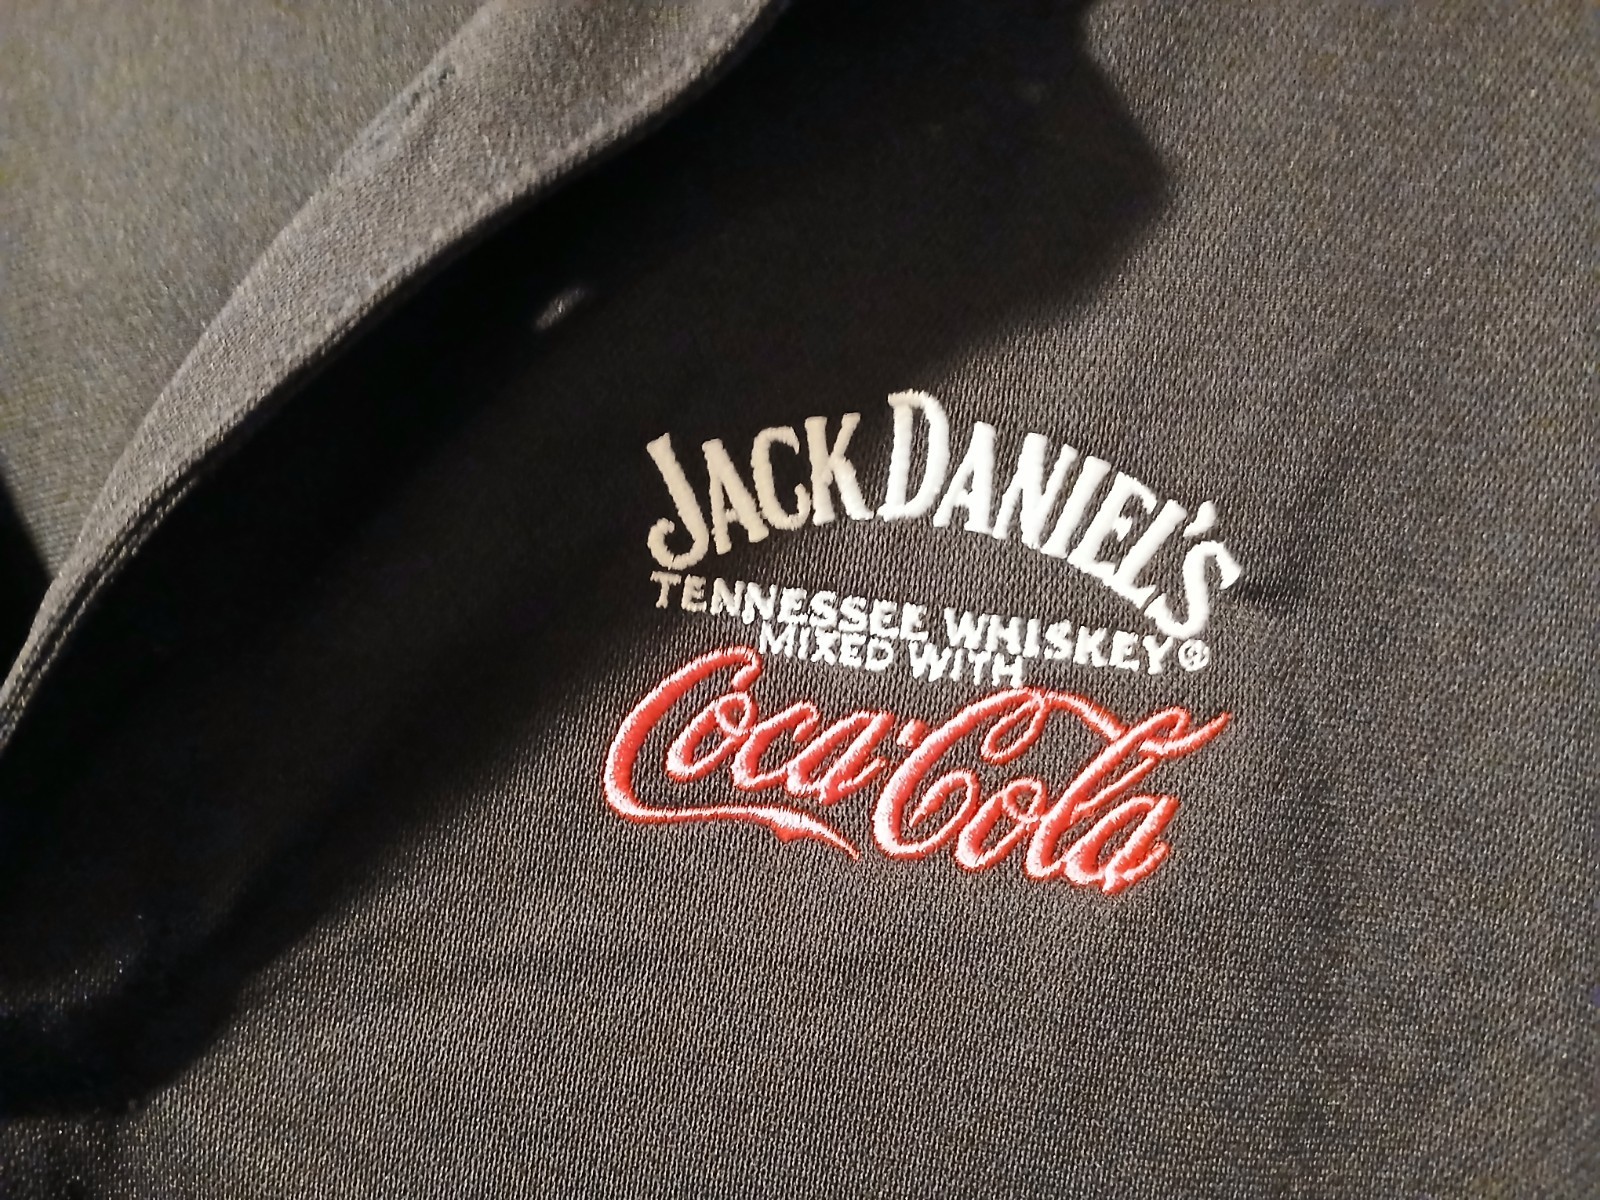 JACK DANIEL'S
TENNESSEE WHISKEY®
MIXED WITH
Coca-Cola